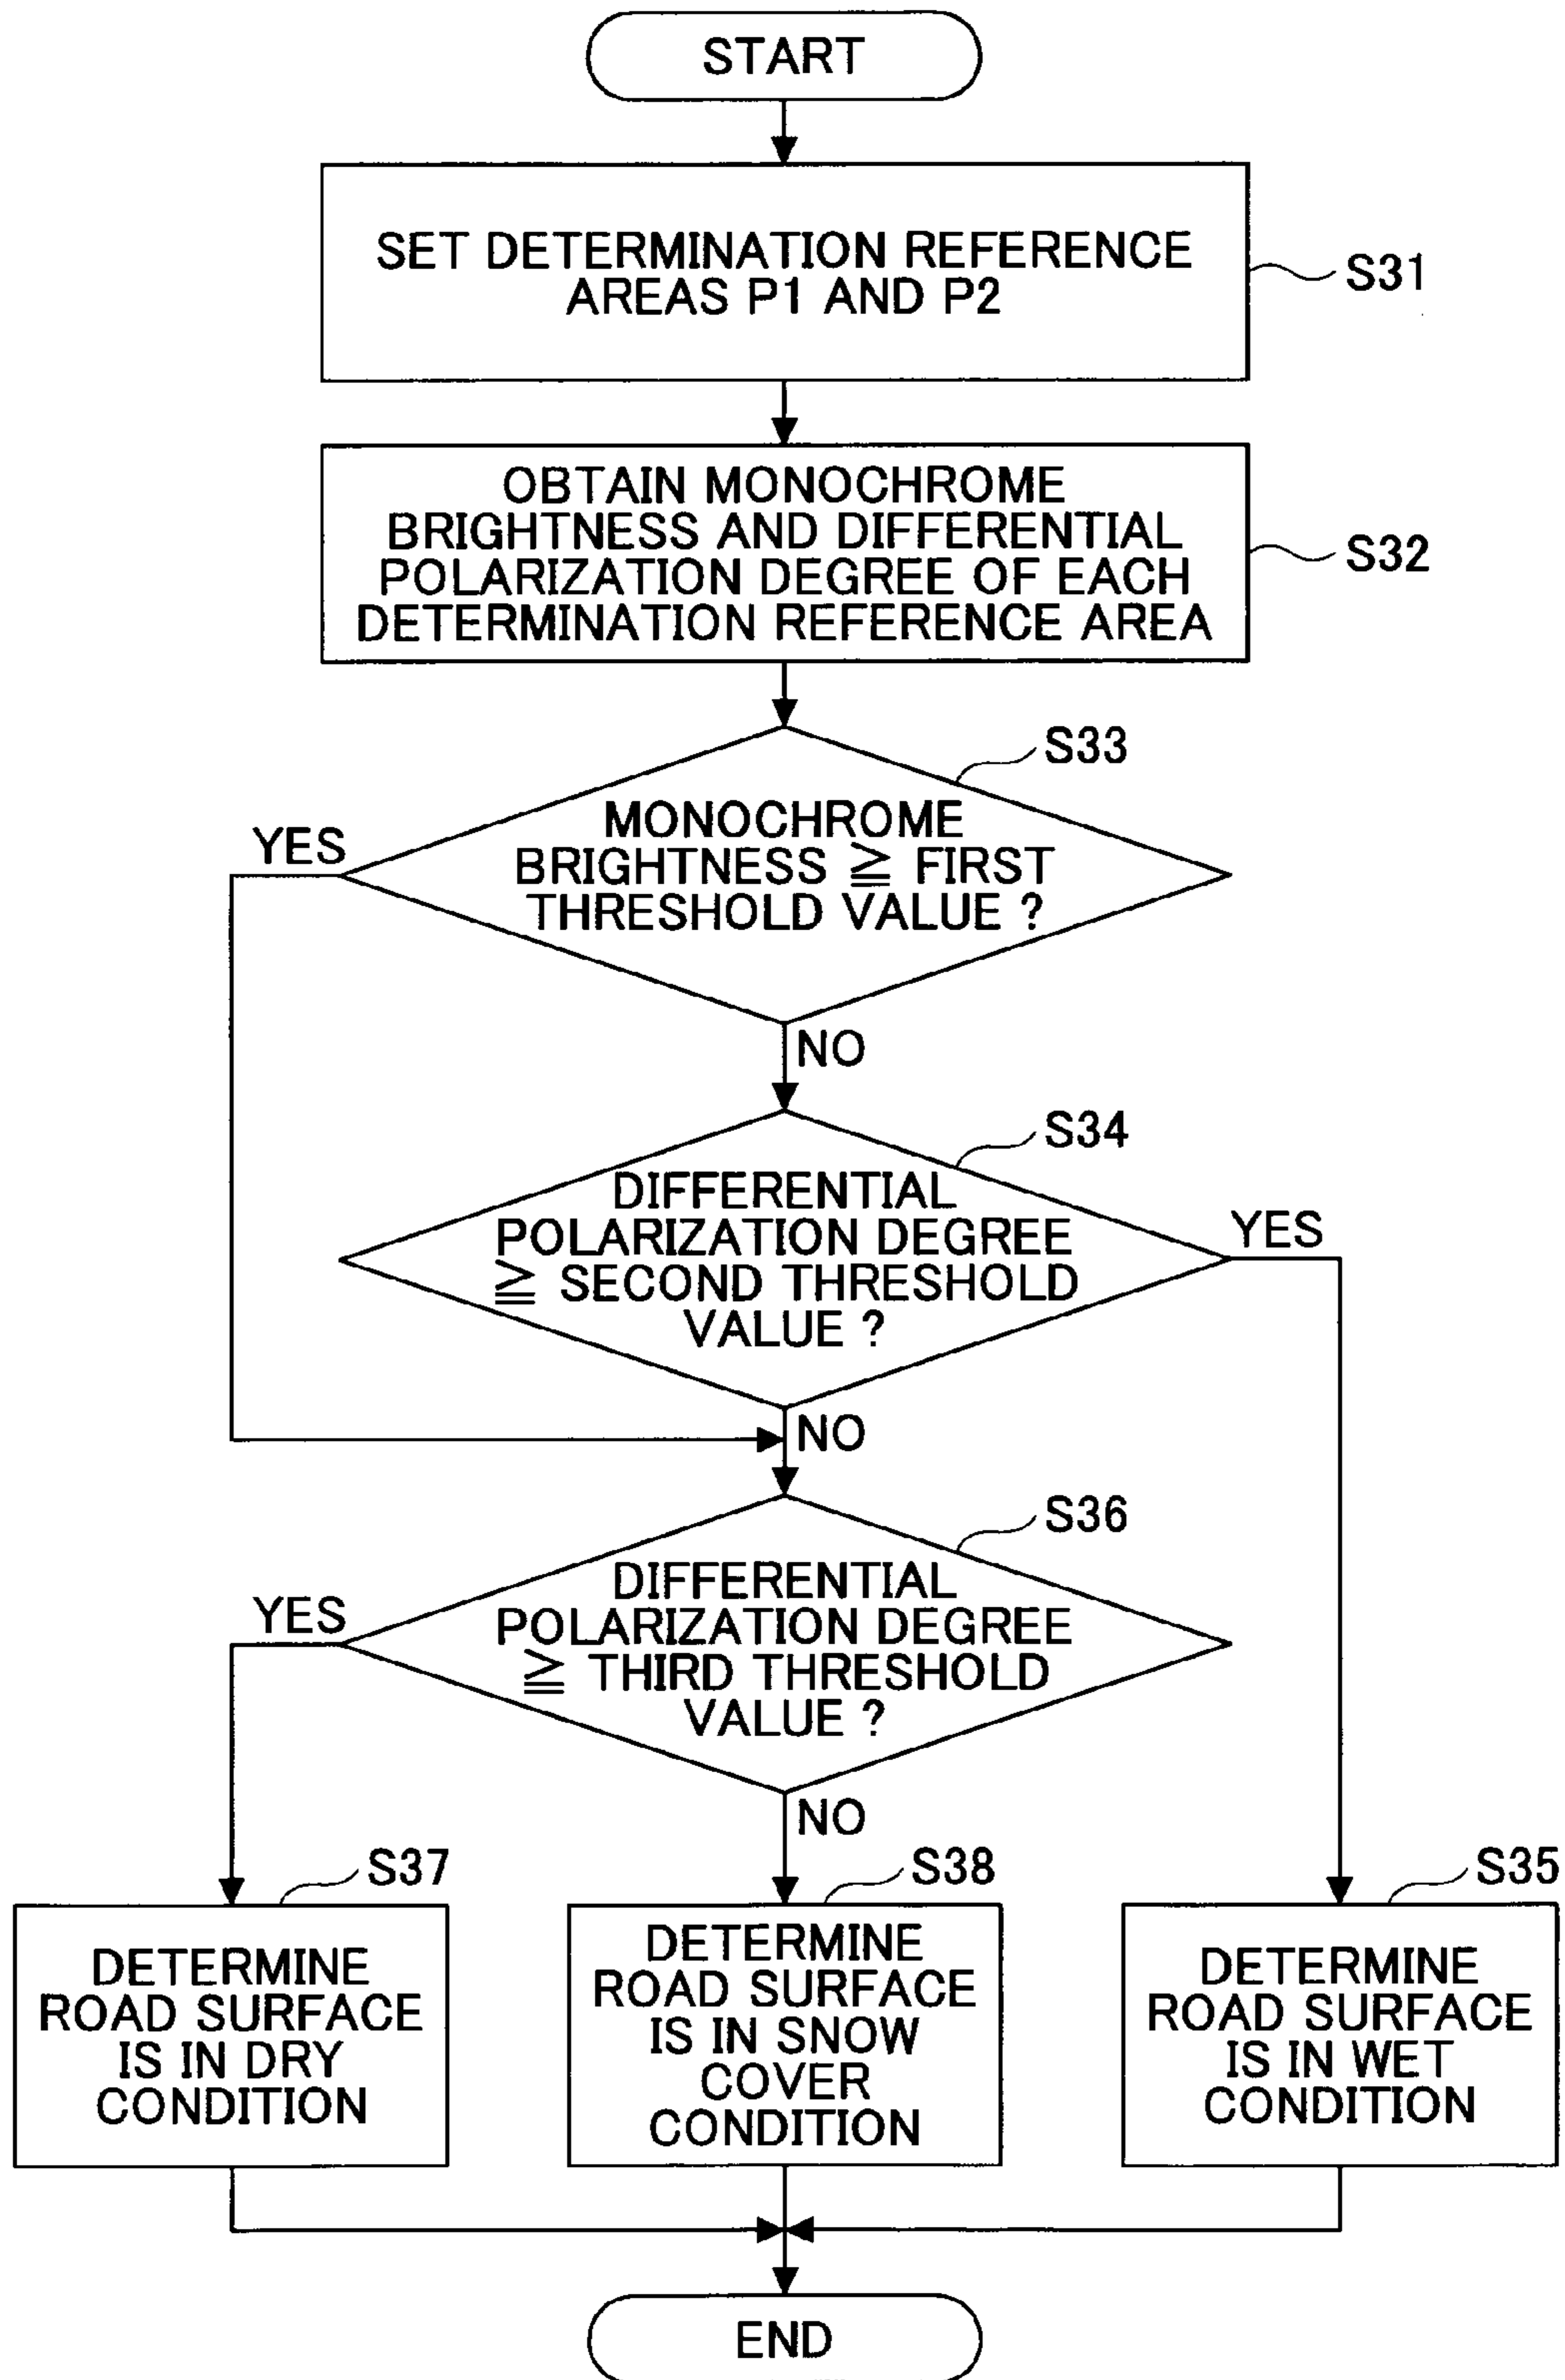 START
SET DETERMINATION REFERENCE
AREAS P1 AND P2
S31
OBTAIN MONOCHROME
BRIGHTNESS AND DIFFERENTIAL
POLARIZATION DEGREE OF EACH
DETERMINATION REFERENCE AREA
S32
S33
MONOCHROME
BRIGHTNESS ≧ FIRST
THRESHOLD VALUE ?
YES
NO
S34
DIFFERENTIAL
POLARIZATION DEGREE
≧ SECOND THRESHOLD
VALUE ?
YES
NO
S36
DIFFERENTIAL
POLARIZATION DEGREE
≧ THIRD THRESHOLD
VALUE ?
YES
NO
S37
DETERMINE
ROAD SURFACE
IS IN DRY
CONDITION
S38
DETERMINE
ROAD SURFACE
IS IN SNOW
COVER
CONDITION
S35
DETERMINE
ROAD SURFACE
IS IN WET
CONDITION
END